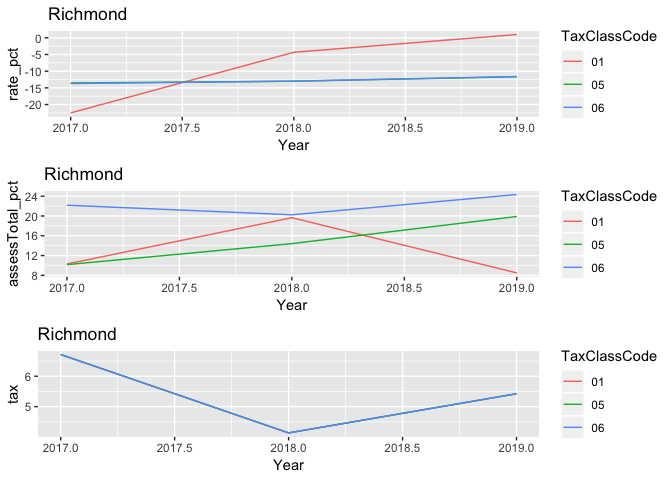 Richmond
rate_pct
0
-5
-10
-15
-20
2017.0 2017.5 2018.0 2018.5 2019.0
Year
TaxClassCode
01
05
06
Richmond
assessTotal_pct
24
20
16
12
8
2017.0 2017.5 2018.0 2018.5 2019.0
Year
TaxClassCode
01
05
06
Richmond
tax
6
5
2017.0 2017.5 2018.0 2018.5 2019.0
Year
TaxClassCode
01
05
06